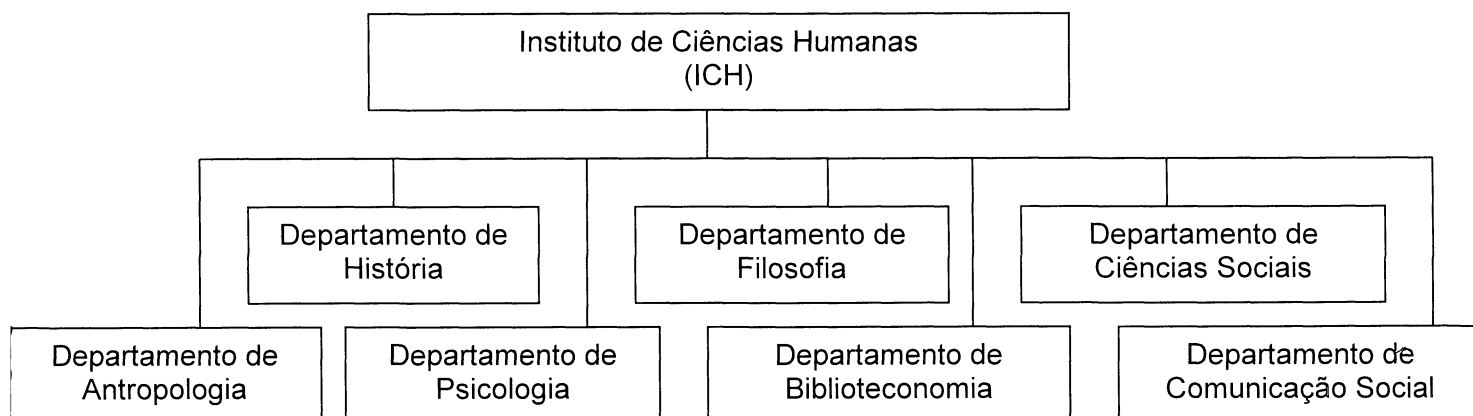 Instituto de Ciências Humanas
(ICH)
Departamento de
História
Departamento de
Filosofia
Departamento de
Ciências Sociais
Departamento de
Antropologia
Departamento de
Psicologia
Departamento de
Biblioteconomia
Departamento de
Comunicação Social